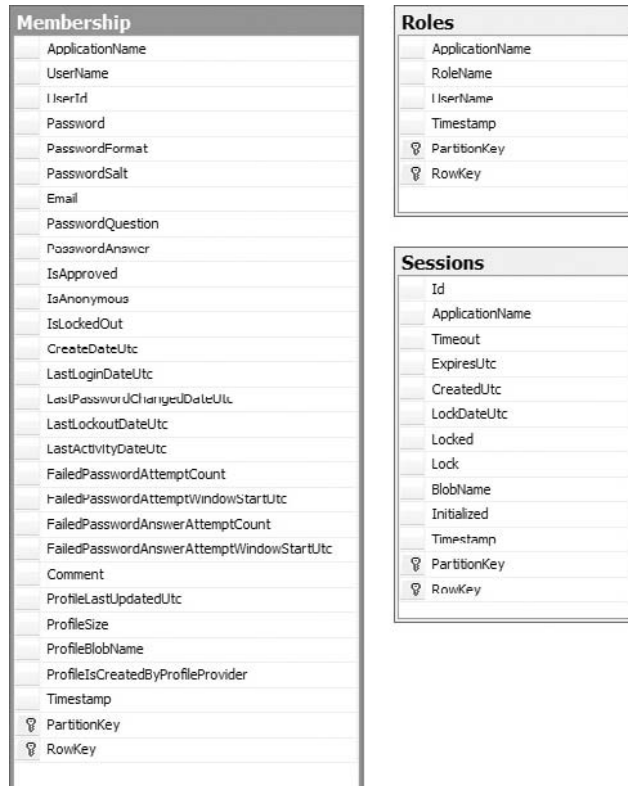 Membership
ApplicationName
UserName
UserId
Password
PasswordFormat
PasswordSalt
Email
PasswordQuestion
PasswordAnswer
IsApproved
IsAnonymous
IsLockedOut
CreateDateUtc
LastLoginDateUtc
LastPasswordChangedDateUtc
LastLockoutDateUtc
LastActivityDateUtc
FailedPasswordAttemptCount
FailedPasswordAttemptWindowStartUtc
FailedPasswordAnswerAttemptCount
FailedPasswordAnswerAttemptWindowStartUtc
Comment
ProfileLastUpdatedUtc
ProfileSize
ProfileBlobName
ProfileIsCreatedByProfileProvider
Timestamp
PartitionKey
RowKey
Roles
ApplicationName
RoleName
UserName
Timestamp
PartitionKey
RowKey
Sessions
Id
ApplicationName
Timeout
ExpiresUtc
CreatedUtc
LockDateUtc
Locked
Lock
BlobName
Initialized
Timestamp
PartitionKey
RowKey